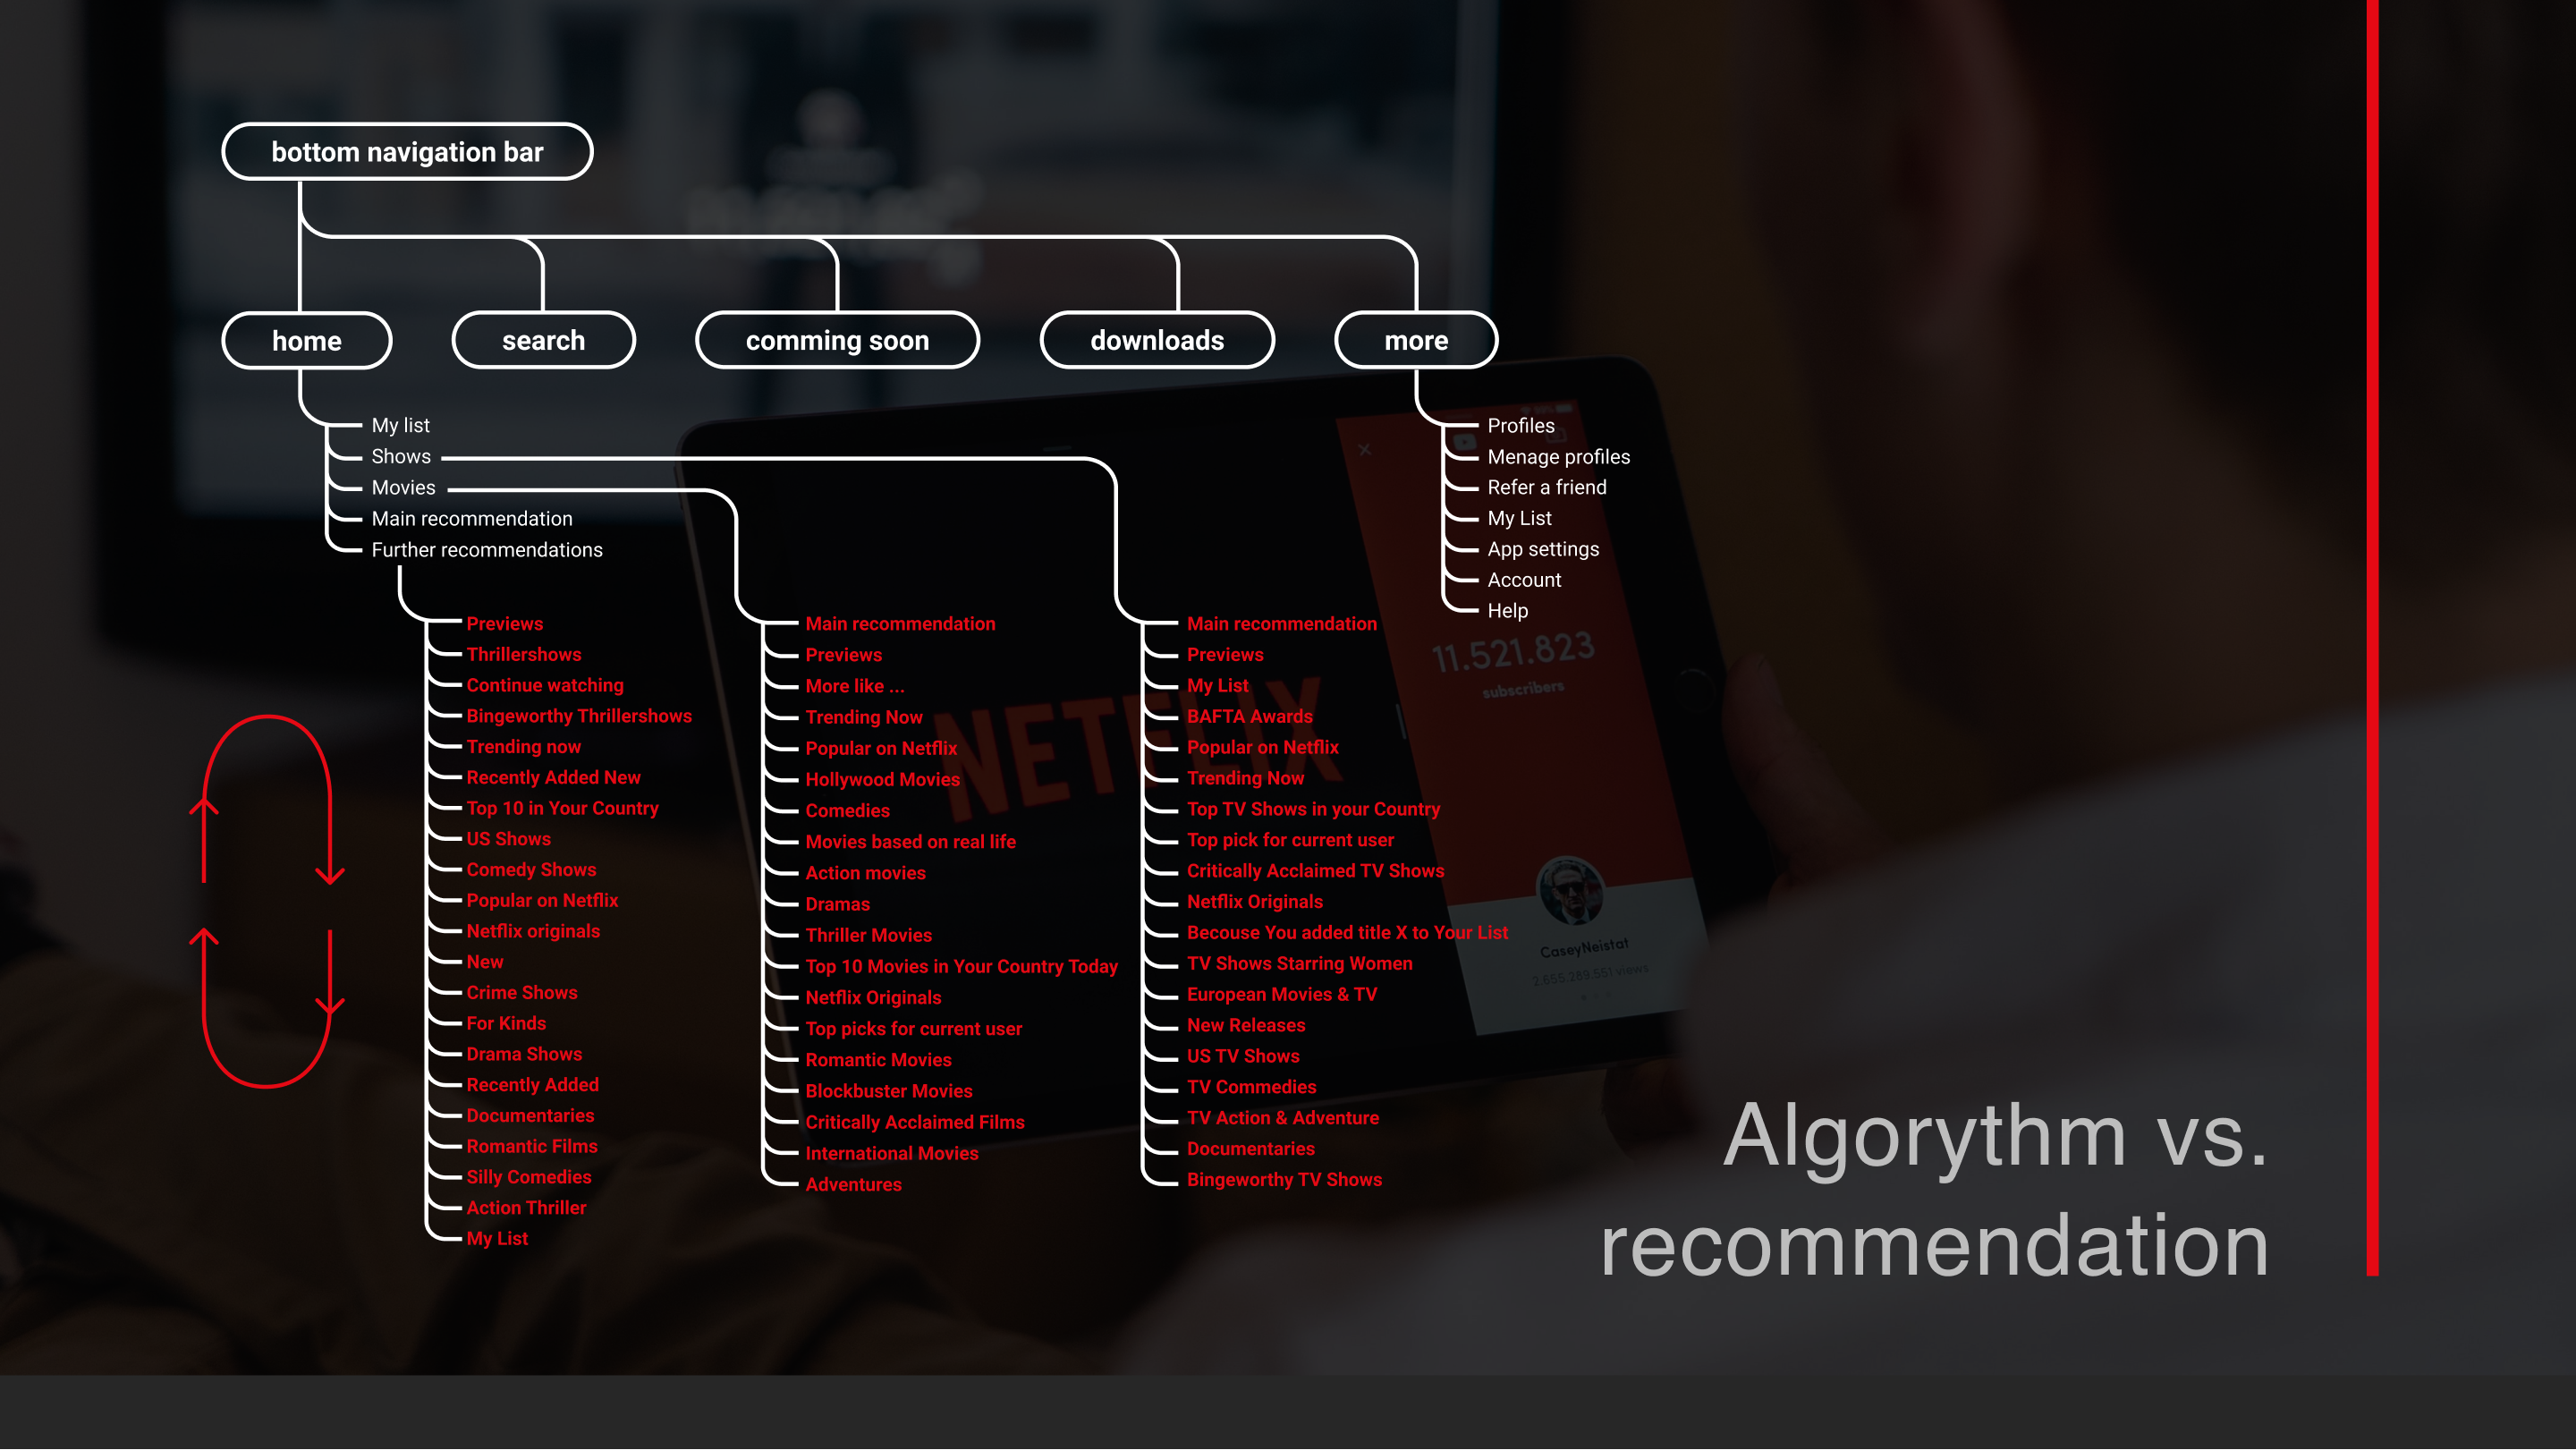 bottom navigation bar
home
search
comming soon
downloads
more
My list
Shows
Movies
Main recommendation
Further recommendations
Profiles
Menage profiles
Refer a friend
My List
App settings
Account
Help
Previews
Thrillershows
Continue watching
Bingeworthy Thrillershows
Trending now
Recently Added New
Top 10 in Your Country
US Shows
Comedy Shows
Popular on Netflix
Netflix originals
New
Crime Shows
For Kinds
Drama Shows
Recently Added
Documentaries
Romantic Films
Silly Comedies
Action Thriller
My List
Main recommendation
Previews
More like ...
Trending Now
Popular on Netflix
Hollywood Movies
Comedies
Movies based on real life
Action movies
Dramas
Thriller Movies
Top 10 Movies in Your Country Today
Netflix Originals
Top picks for current user
Romantic Movies
Blockbuster Movies
Critically Acclaimed Films
International Movies
Adventures
Main recommendation
Previews
My List
BAFTA Awards
Popular on Netflix
Trending Now
Top TV Shows in your Country
Top pick for current user
Critically Acclaimed TV Shows
Netflix Originals
Becouse You added title X to Your List
TV Shows Starring Women
European Movies & TV
New Releases
US TV Shows
TV Commedies
TV Action & Adventure
Documentaries
Bingeworthy TV Shows
NETFLIX
11.521.823
subscribers
CaseyNeistat
2.655.289.551 views
Algorythm vs.
recommendation